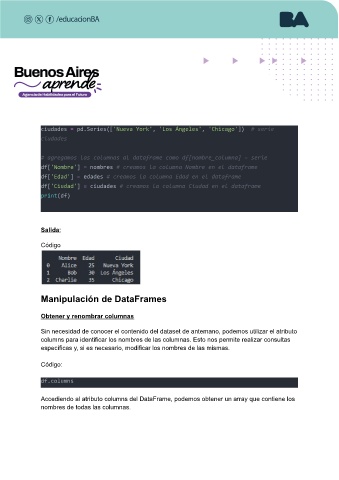 /educacionBA
BA
Buenos Aires
aprende
Agencia de Habilidades para el Futuro
ciudades = pd.Series(['Nueva York', 'Los Ángeles', 'Chicago']) # serie
ciudades
# agregamos las columnas al dataframe como df[nombre_columna] = serie
df['Nombre'] = nombres # creamos la columna Nombre en el dataframe
df['Edad'] = edades # creamos la columna Edad en el dataframe
df['Ciudad'] = ciudades # creamos la columna Ciudad en el dataframe
print(df)
Salida:
Código
Nombre Edad Ciudad
0 Alice 25 Nueva York
1 Bob 30 Los Ángeles
2 Charlie 35 Chicago
Manipulación de DataFrames
Obtener y renombrar columnas
Sin necesidad de conocer el contenido del dataset de antemano, podemos utilizar el atributo
columns para identificar los nombres de las columnas. Esto nos permite realizar consultas
específicas y, si es necesario, modificar los nombres de las mismas.
Código:
df.columns
Accediendo al atributo columns del DataFrame, podemos obtener un array que contiene los
nombres de todas las columnas